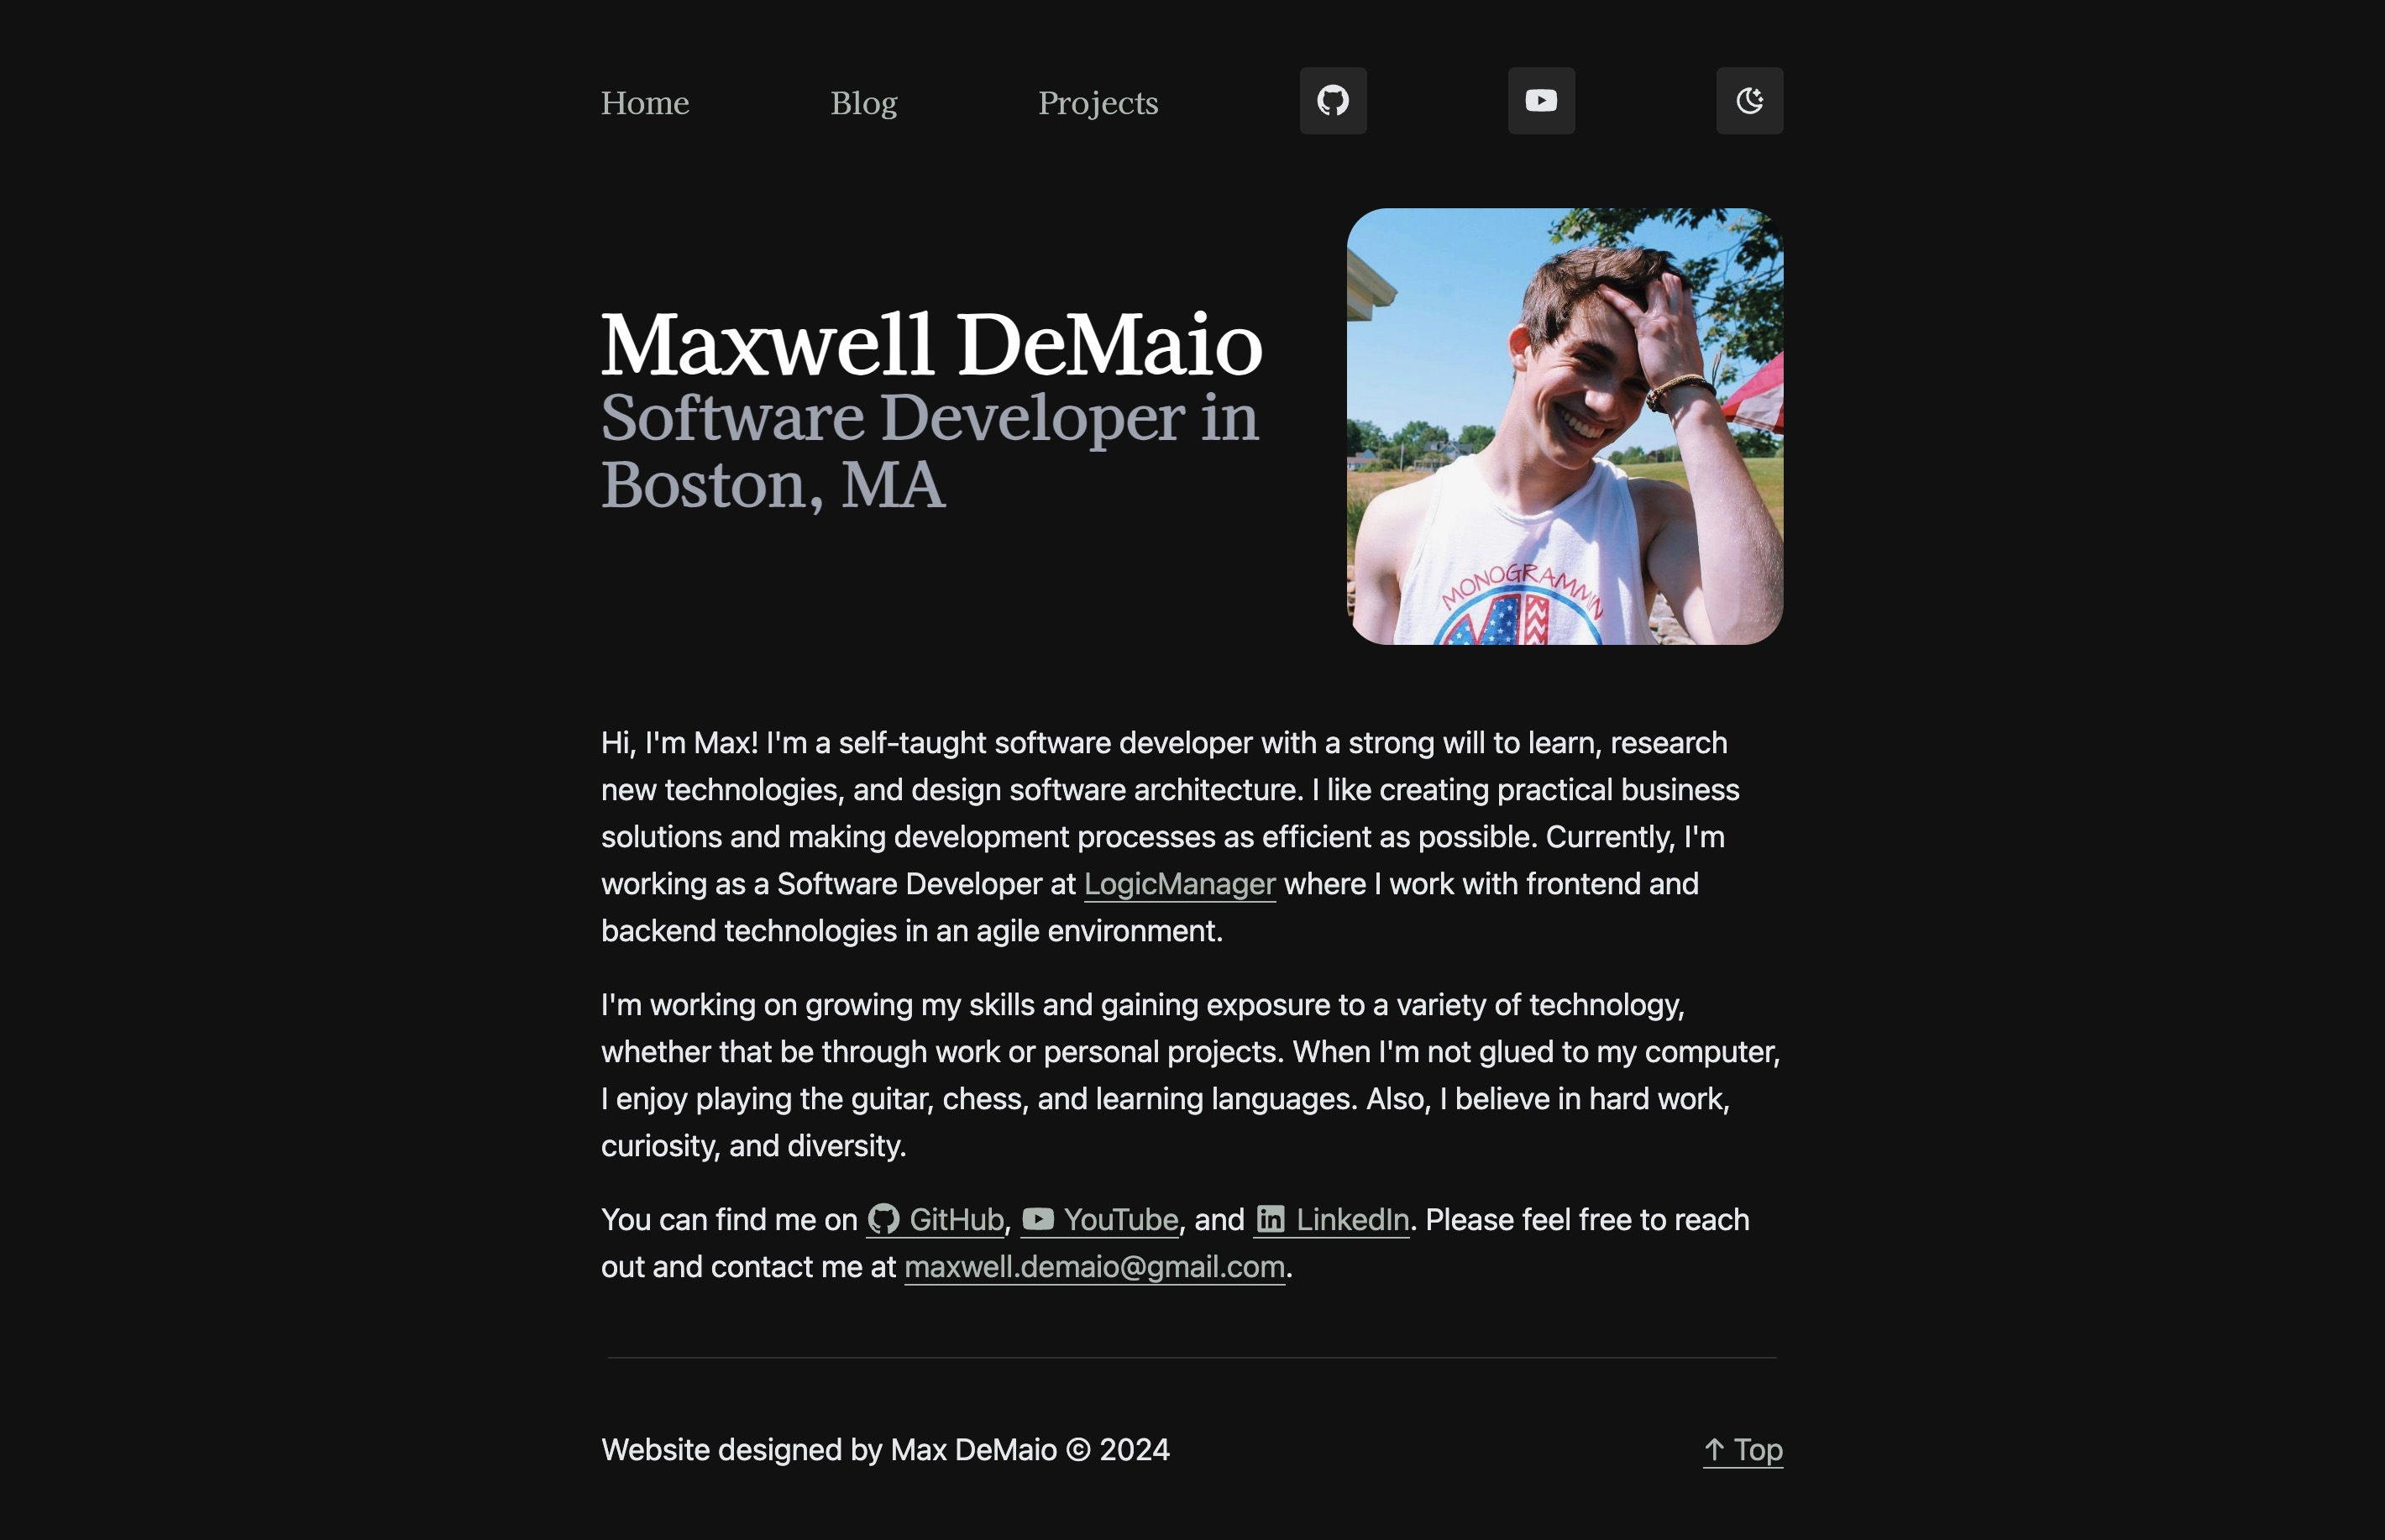 Home
Blog
Projects
Maxwell DeMaio
Software Developer in
Boston, MA
MONOGRAMMIN
Hi, I'm Max! I'm a self-taught software developer with a strong will to learn, research
new technologies, and design software architecture. I like creating practical business
solutions and making development processes as efficient as possible. Currently, I'm
working as a Software Developer at LogicManager where I work with frontend and
backend technologies in an agile environment.
I'm working on growing my skills and gaining exposure to a variety of technology,
whether that be through work or personal projects. When I'm not glued to my computer,
I enjoy playing the guitar, chess, and learning languages. Also, I believe in hard work,
curiosity, and diversity.
You can find me on GitHub, YouTube, and LinkedIn. Please feel free to reach
out and contact me at maxwell.demaio@gmail.com.
Website designed by Max DeMaio © 2024
↑ Top